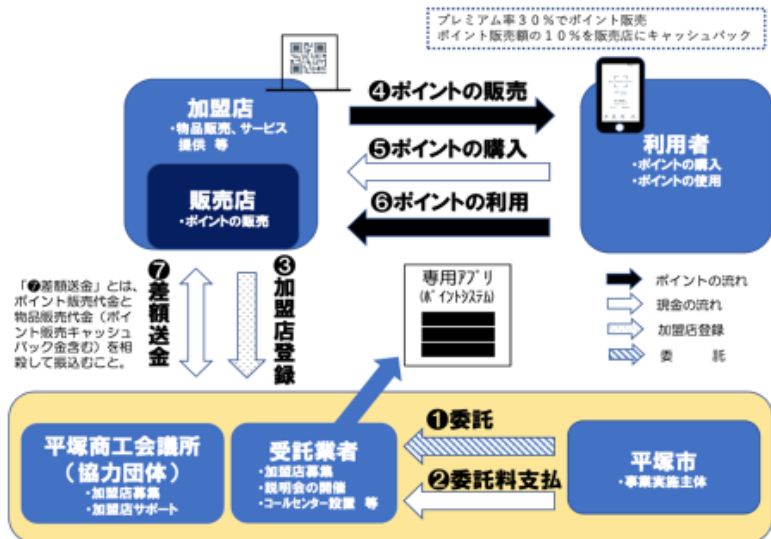 プレミアム率30%でポイント販売
ポイント販売額の10%を販売店にキャッシュバック
加盟店
・物品販売、サービス
提供 等
販売店
・ポイントの販売
❹ポイントの販売
❺ポイントの購入
❻ポイントの利用
利用者
・ポイントの購入
・ポイントの使用
「❼差額送金」とは、
ポイント販売代金と
物品販売代金(ポイ
ント販売キャッシュ
バック金含む)を相
殺して振込むこと。
❼差額送金
❸加盟店登録
専用アプリ
(ポイントシステム)
ポイントの流れ
現金の流れ
加盟店登録
委 託
平塚商工会議所
(協力団体)
・加盟店募集
・加盟店サポート
受託業者
・加盟店募集
・説明会の開催
・コールセンター設置 等
❶委託
❷委託料支払
平塚市
・事業実施主体